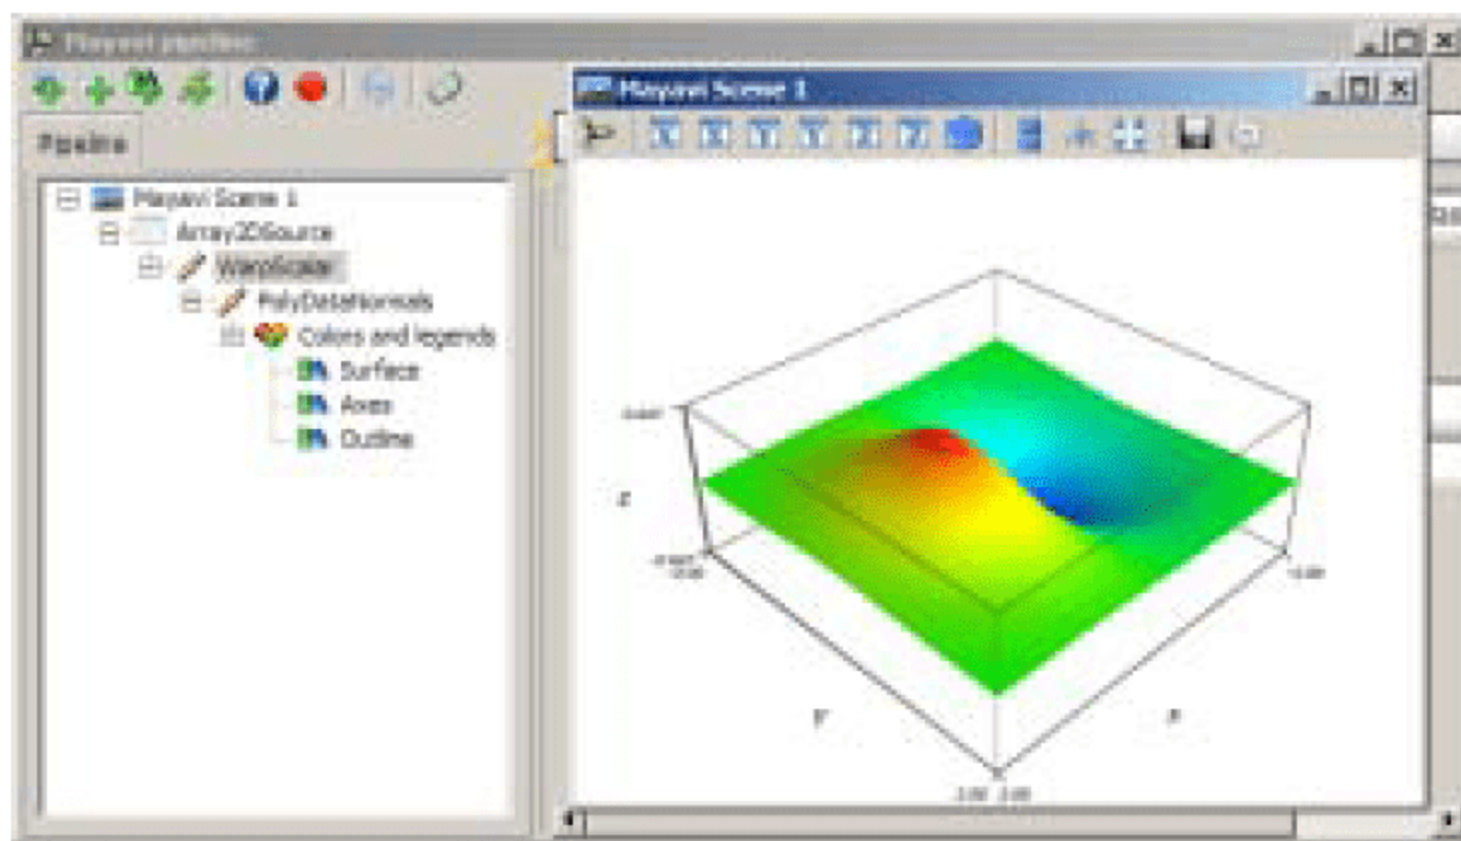 Mayavi pipeline
Mayavi Scene 1
Pipeline
Mayavi Scene 1
Array2DSource
WarpScalar
PolyDataNormals
Colors and legends
Surface
Axes
Outline
Z
Y
X